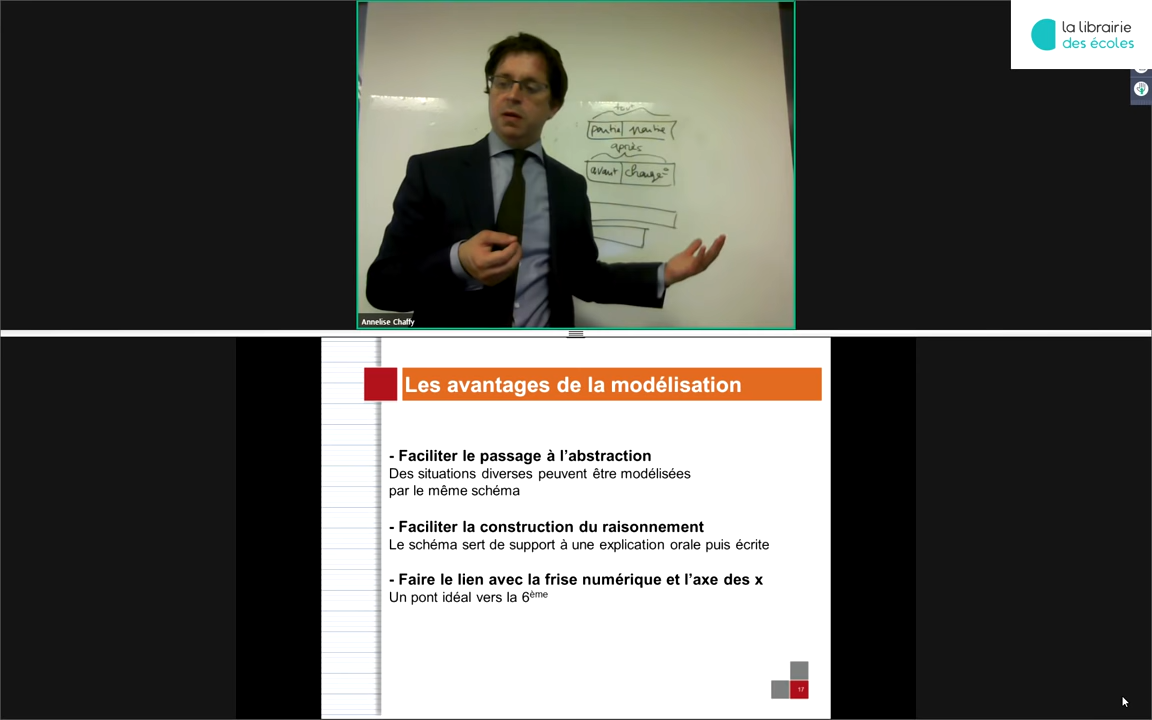 la librairie
des écoles
tout
partie partie
après
avant change
Annelise Chaffy
Les avantages de la modélisation
- Faciliter le passage à l’abstraction
Des situations diverses peuvent être modélisées
par le même schéma
- Faciliter la construction du raisonnement
Le schéma sert de support à une explication orale puis écrite
- Faire le lien avec la frise numérique et l’axe des x
Un pont idéal vers la 6ème
17